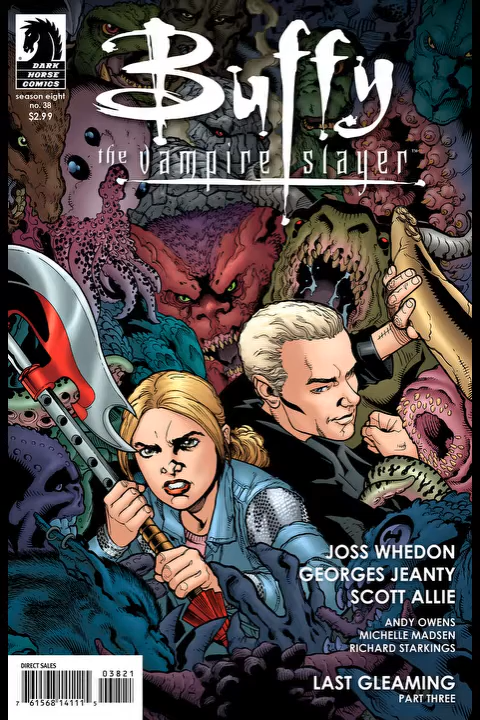 DARK
HORSE
COMICS
season eight
no. 38
$2.99
Buffy
the vampire slayer™
JOSS WHEDON
GEORGES JEANTY
SCOTT ALLIE
ANDY OWENS
MICHELLE MADSEN
RICHARD STARKINGS
LAST GLEAMING
PART THREE
DIRECT SALES
03821
7 61568 14111 5